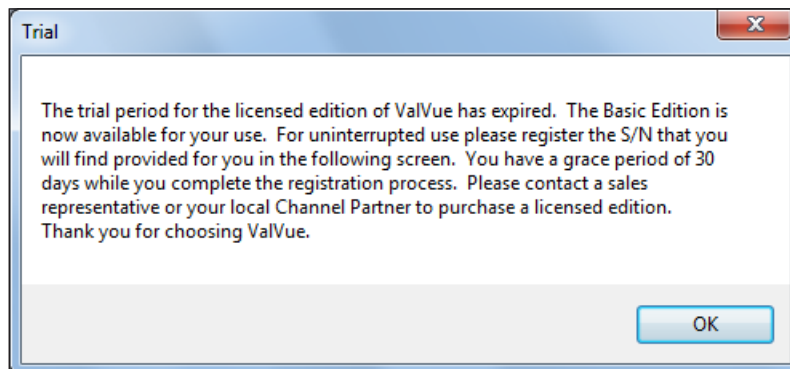 Trial
The trial period for the licensed edition of ValVue has expired.  The Basic Edition is
now available for your use.  For uninterrupted use please register the S/N that you
will find provided for you in the following screen.  You have a grace period of 30
days while you complete the registration process.  Please contact a sales
representative or your local Channel Partner to purchase a licensed edition.
Thank you for choosing ValVue.
OK